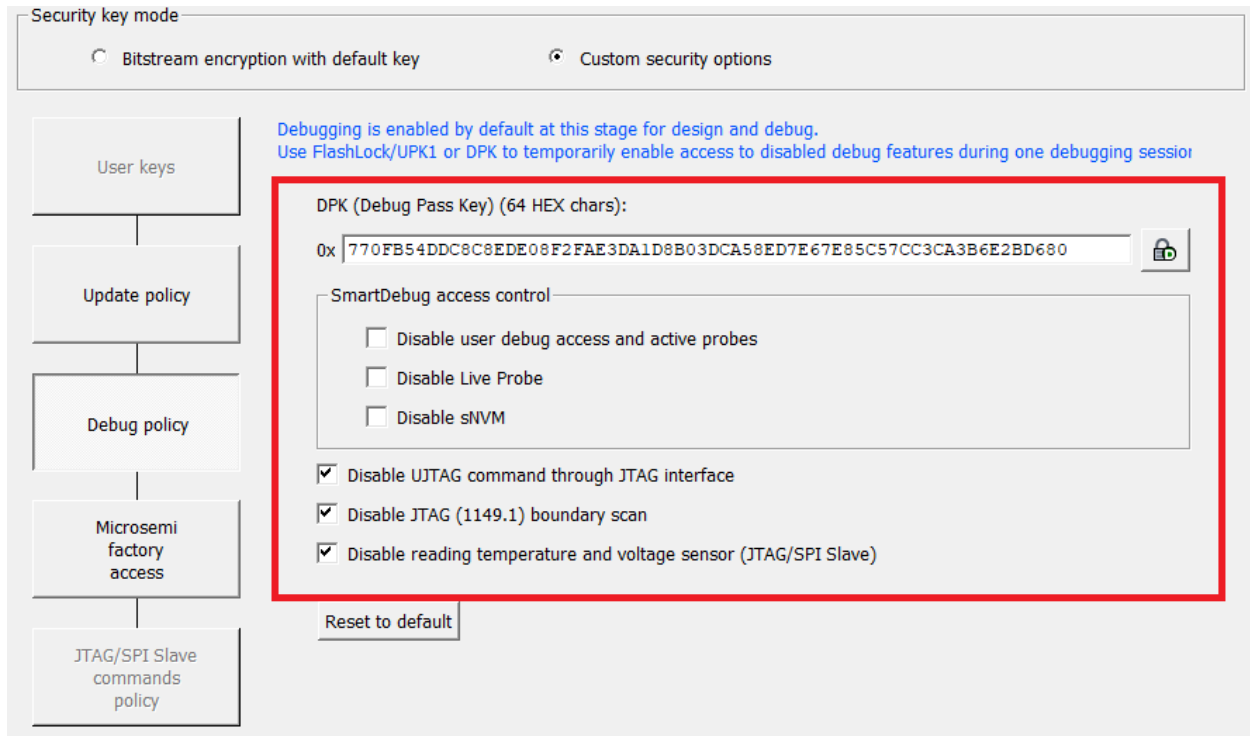 Security key mode
Bitstream encryption with default key
Custom security options
User keys
Update policy
Debug policy
Microsemi
factory
access
JTAG/SPI Slave
commands
policy
Debugging is enabled by default at this stage for design and debug.
Use FlashLock/UPK1 or DPK to temporarily enable access to disabled debug features during one debugging session
DPK (Debug Pass Key) (64 HEX chars):
0x 770FB54DDC8C8EDE08F2FAE3DA1D8B03DCA58ED7E67E85C57CC3CA3B6E2BD680
SmartDebug access control
Disable user debug access and active probes
Disable Live Probe
Disable sNVM
Disable UJTAG command through JTAG interface
Disable JTAG (1149.1) boundary scan
Disable reading temperature and voltage sensor (JTAG/SPI Slave)
Reset to default